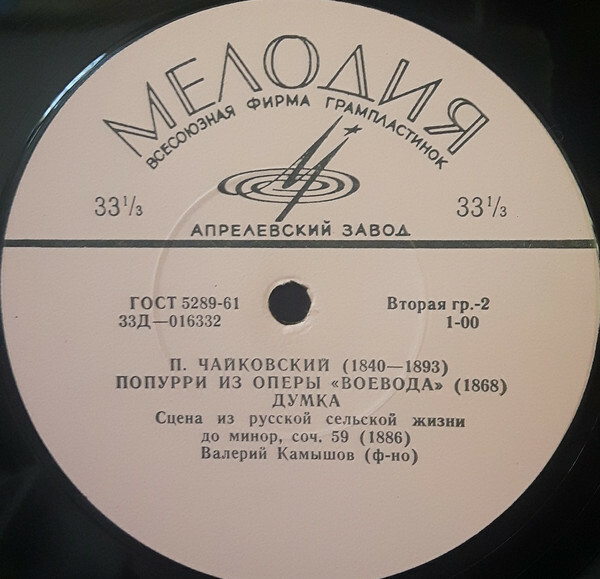 МЕЛОДИЯ
ВСЕСОЮЗНАЯ ФИРМА ГРАМПЛАСТИНОК
33⅓ 33⅓
АПРЕЛЕВСКИЙ ЗАВОД
ГОСТ 5289-61 Вторая гр.-2
33Д—016332 1-00
П. ЧАЙКОВСКИЙ (1840—1893)
ПОПУРРИ ИЗ ОПЕРЫ «ВОЕВОДА» (1868)
ДУМКА
Сцена из русской сельской жизни
до минор, соч. 59 (1886)
Валерий Камышов (ф-но)